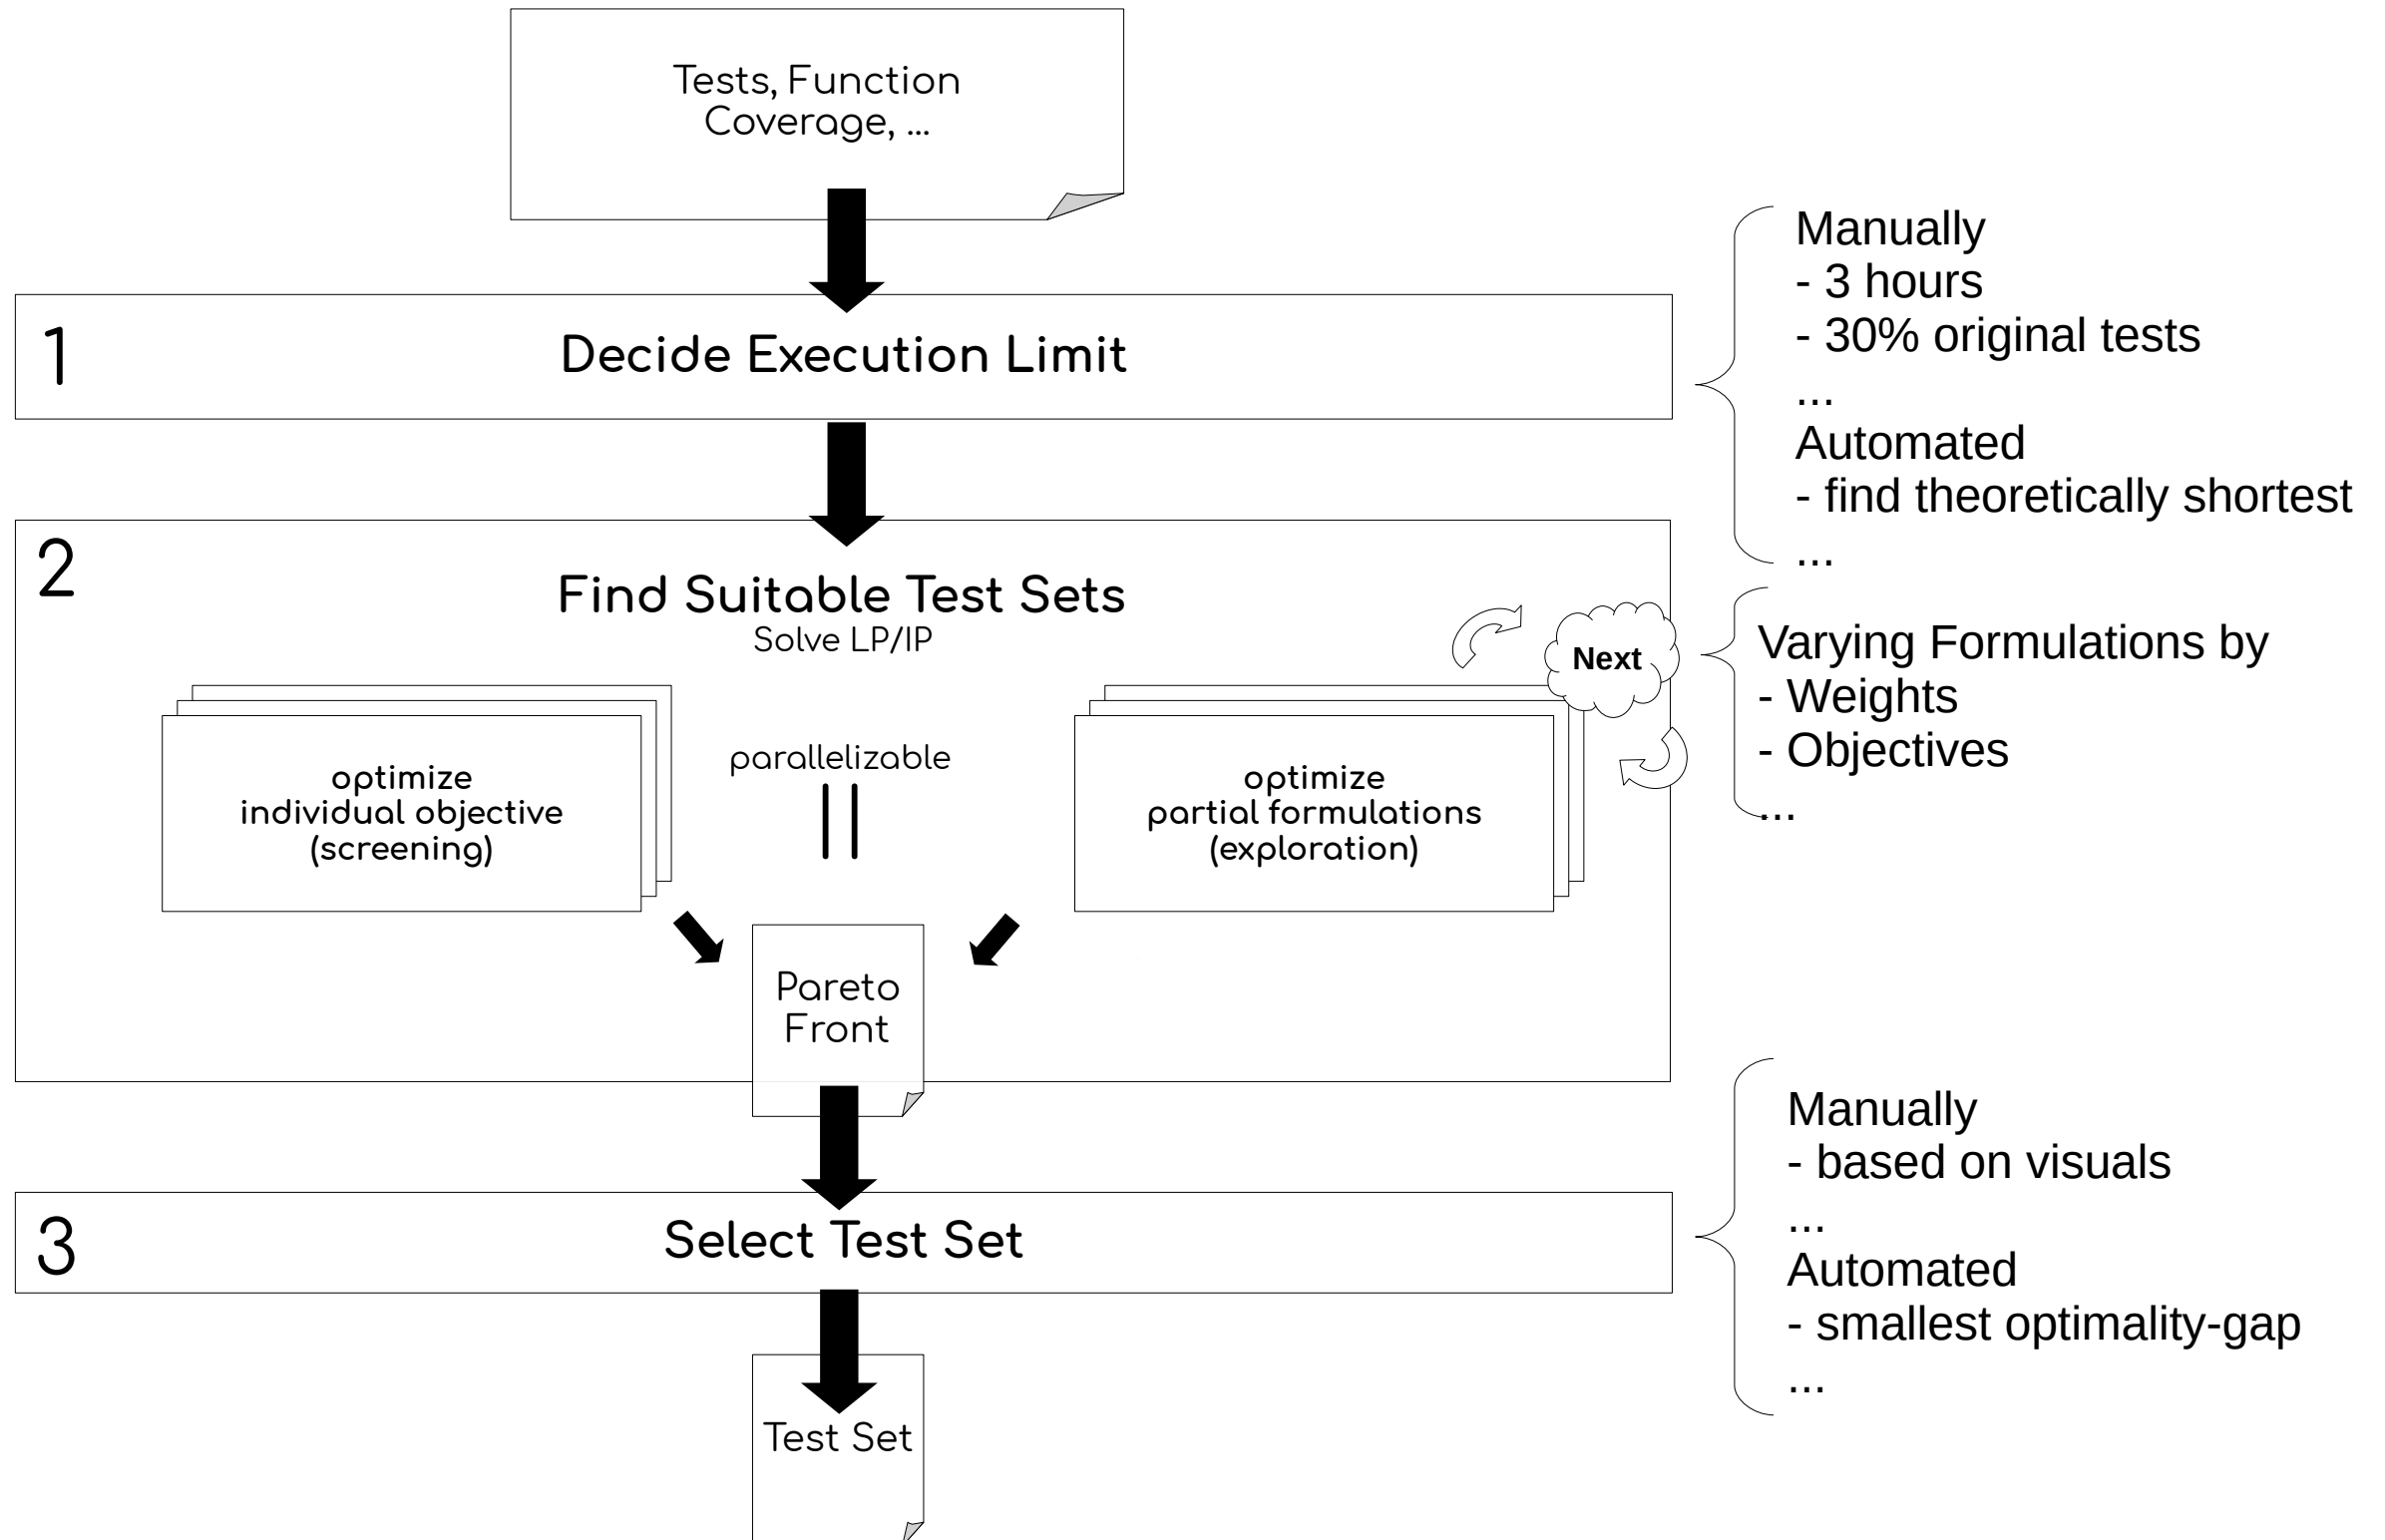 Tests, Function
Coverage, ...
1
Decide Execution Limit
Manually
- 3 hours
- 30% original tests
...
Automated
- find theoretically shortest
...
2
Find Suitable Test Sets
Solve LP/IP
Next
Varying Formulations by
- Weights
- Objectives
...
optimize
individual objective
(screening)
parallelizable
optimize
partial formulations
(exploration)
Pareto
Front
3
Select Test Set
Manually
- based on visuals
...
Automated
- smallest optimality-gap
...
Test Set